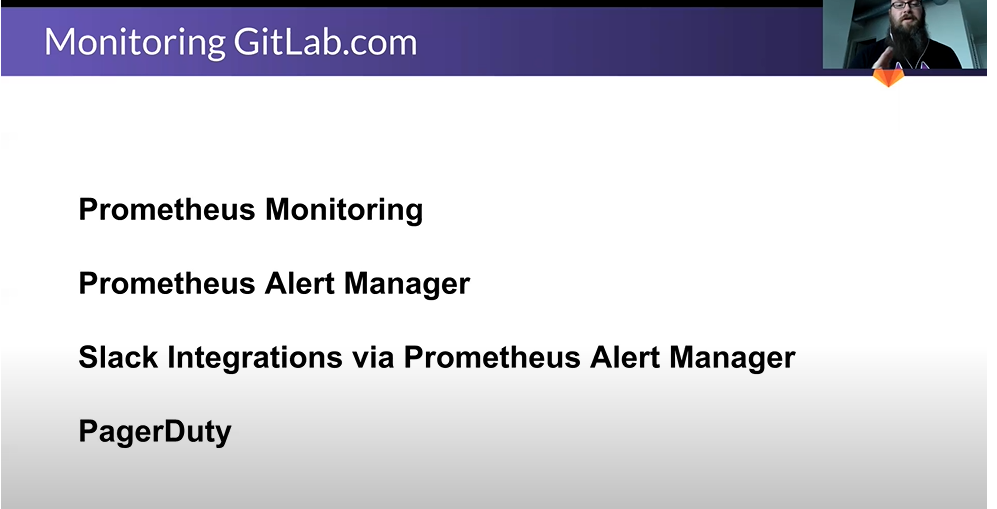 Monitoring GitLab.com
Prometheus Monitoring
Prometheus Alert Manager
Slack Integrations via Prometheus Alert Manager
PagerDuty